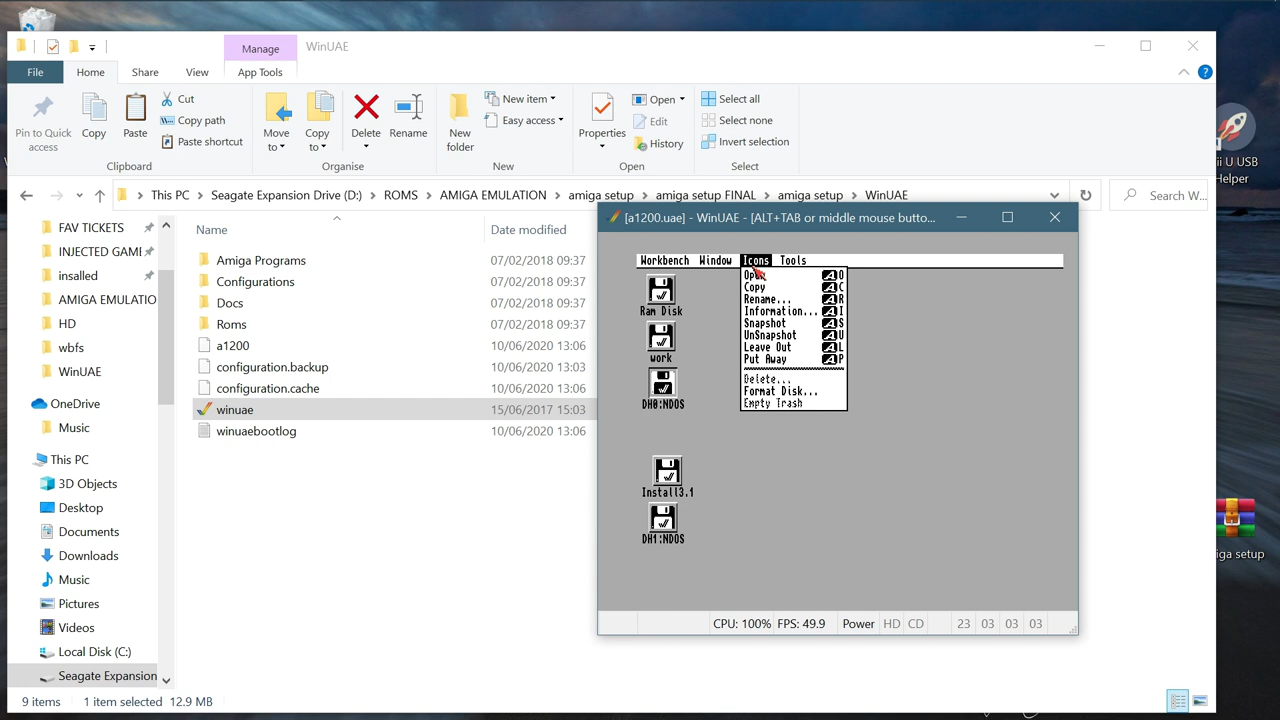 Manage
WinUAE
File
Home
Share
View
App Tools
Pin to Quick access
Copy
Paste
Cut
Copy path
Paste shortcut
Clipboard
Move to
Copy to
Delete
Rename
Organise
New folder
New item
Easy access
New
Properties
Open
Edit
History
Open
Select all
Select none
Invert selection
Select
This PC > Seagate Expansion Drive (D:) > ROMS > AMIGA EMULATION > amiga setup > amiga setup FINAL > amiga setup > WinUAE
Search W...
FAV TICKETS
INJECTED GAMI
insalled
AMIGA EMULATIO
HD
wbfs
WinUAE
OneDrive
Music
This PC
3D Objects
Desktop
Documents
Downloads
Music
Pictures
Videos
Local Disk (C:)
Seagate Expansion
Name Date modified
Amiga Programs 07/02/2018 09:37
Configurations 07/02/2018 09:37
Docs 07/02/2018 09:37
Roms 07/02/2018 09:37
a1200 10/06/2020 13:06
configuration.backup 10/06/2020 13:03
configuration.cache 10/06/2020 13:06
winuae 15/06/2017 15:03
winuaebootlog 10/06/2020 13:06
[a1200.uae] - WinUAE - [ALT+TAB or middle mouse butto...
Workbench Window Icons Tools
Open A O
Copy A C
Rename... A R
Information... A I
Snapshot A S
UnSnapshot A U
Leave Out A L
Put Away A P
Delete...
Format Disk...
Empty Trash
Ram Disk
work
DH0:NDOS
Install3.1
DH1:NDOS
CPU: 100% FPS: 49.9 Power HD CD 23 03 03 03
9 items 1 item selected 12.9 MB
ii U USB
Helper
iga setup